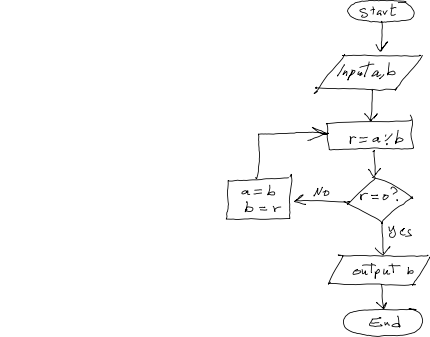 Start
Input a,b
r = a % b
r = 0?
No
a = b
b = r
yes
output b
End